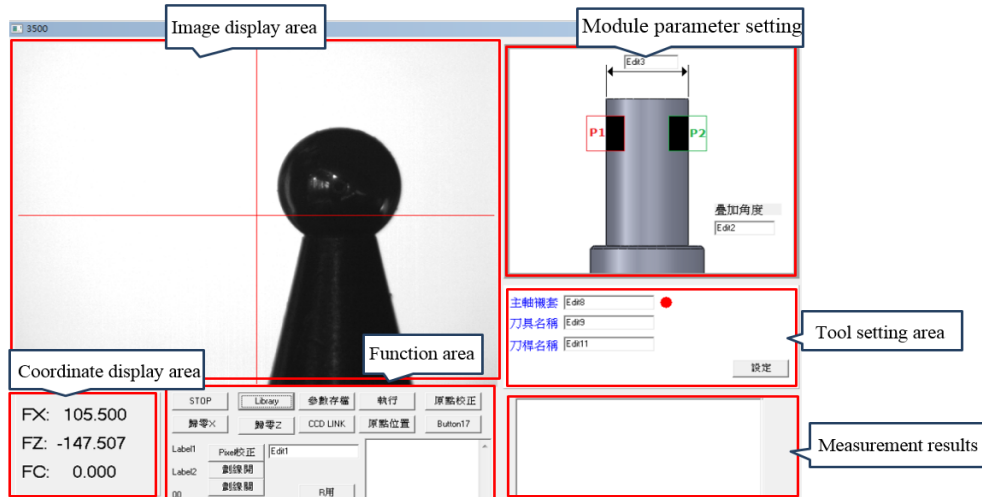 3500
Image display area
Module parameter setting
Edit3
P1
P2
疊加角度
Edit2
主軸襯套 Edit8
刀具名稱 Edit9
刀桿名稱 Edit11
設定
Tool setting area
Function area
Coordinate display area
FX: 105.500
FZ: -147.507
FC: 0.000
STOP Library 參數存檔 執行 原點校正
歸零X 歸零Z CCD LINK 原點位置 Button17
Label1 Pixel校正 Edit1
Label2 劃線開
00 劃線關 R用
Measurement results